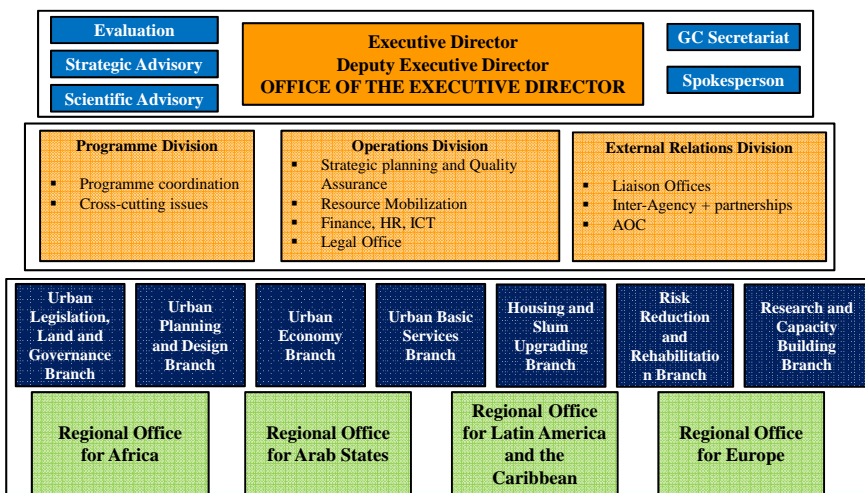 Evaluation
Strategic Advisory
Scientific Advisory
Executive Director
Deputy Executive Director
OFFICE OF THE EXECUTIVE DIRECTOR
GC Secretariat
Spokesperson
Programme Division
▪ Programme coordination
▪ Cross-cutting issues
Operations Division
▪ Strategic planning and Quality
Assurance
▪ Resource Mobilization
▪ Finance, HR, ICT
▪ Legal Office
External Relations Division
▪ Liaison Offices
▪ Inter-Agency + partnerships
▪ AOC
Urban
Legislation,
Land and
Governance
Branch
Urban
Planning
and Design
Branch
Urban
Economy
Branch
Urban Basic
Services
Branch
Housing and
Slum
Upgrading
Branch
Risk
Reduction
and
Rehabilitatio
n Branch
Research and
Capacity
Building
Branch
Regional Office
for Africa
Regional Office
for Arab States
Regional Office
for Latin America
and the
Caribbean
Regional Office
for Europe